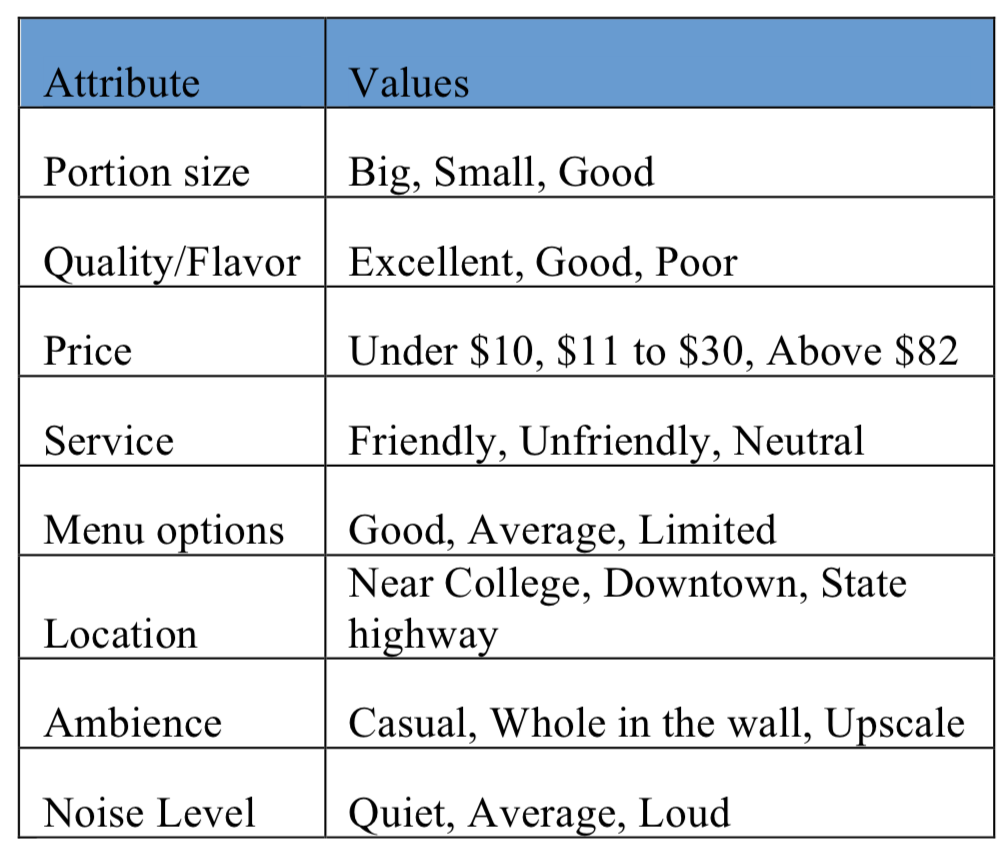 Attribute Values
Portion size Big, Small, Good
Quality/Flavor Excellent, Good, Poor
Price Under $10, $11 to $30, Above $82
Service Friendly, Unfriendly, Neutral
Menu options Good, Average, Limited
Near College, Downtown, State
Location highway
Ambience Casual, Whole in the wall, Upscale
Noise Level Quiet, Average, Loud